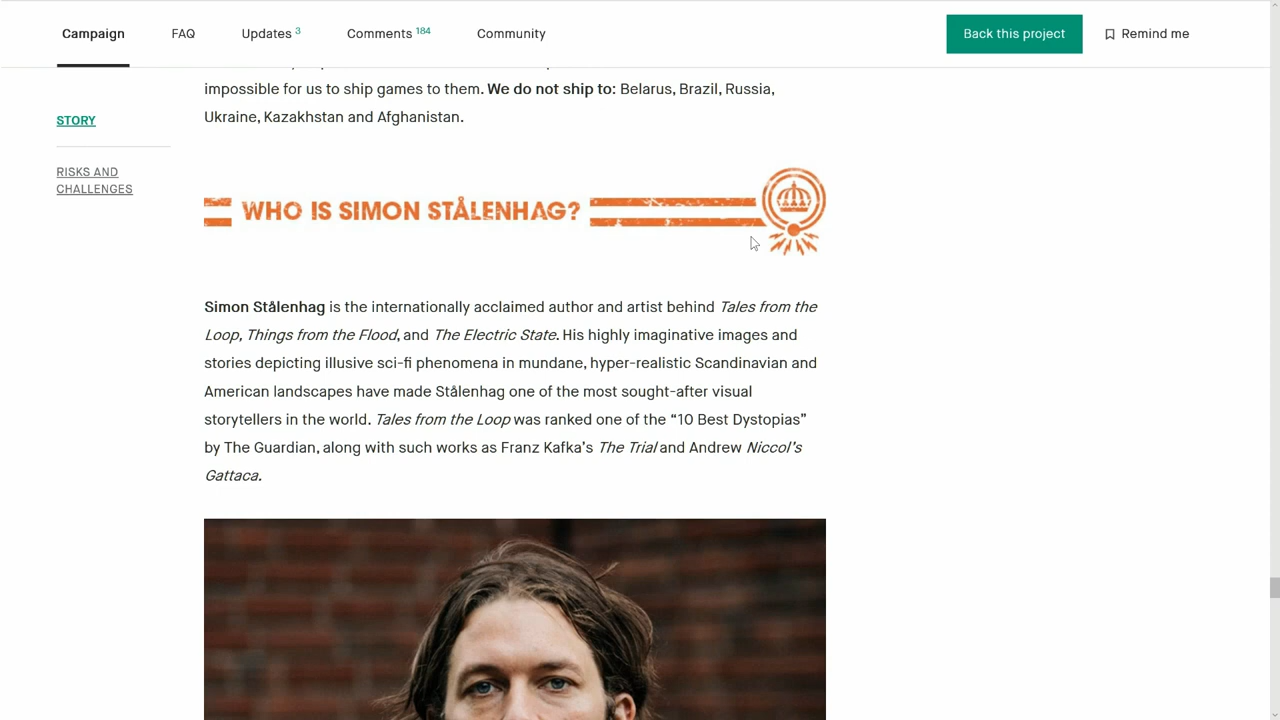 Campaign
FAQ
Updates 3
Comments 184
Community
Back this project
Remind me
STORY
RISKS AND
CHALLENGES
impossible for us to ship games to them. We do not ship to: Belarus, Brazil, Russia,
Ukraine, Kazakhstan and Afghanistan.
WHO IS SIMON STÅLENHAG?
Simon Stålenhag is the internationally acclaimed author and artist behind Tales from the
Loop, Things from the Flood, and The Electric State. His highly imaginative images and
stories depicting illusive sci-fi phenomena in mundane, hyper-realistic Scandinavian and
American landscapes have made Stålenhag one of the most sought-after visual
storytellers in the world. Tales from the Loop was ranked one of the “10 Best Dystopias”
by The Guardian, along with such works as Franz Kafka’s The Trial and Andrew Niccol’s
Gattaca.